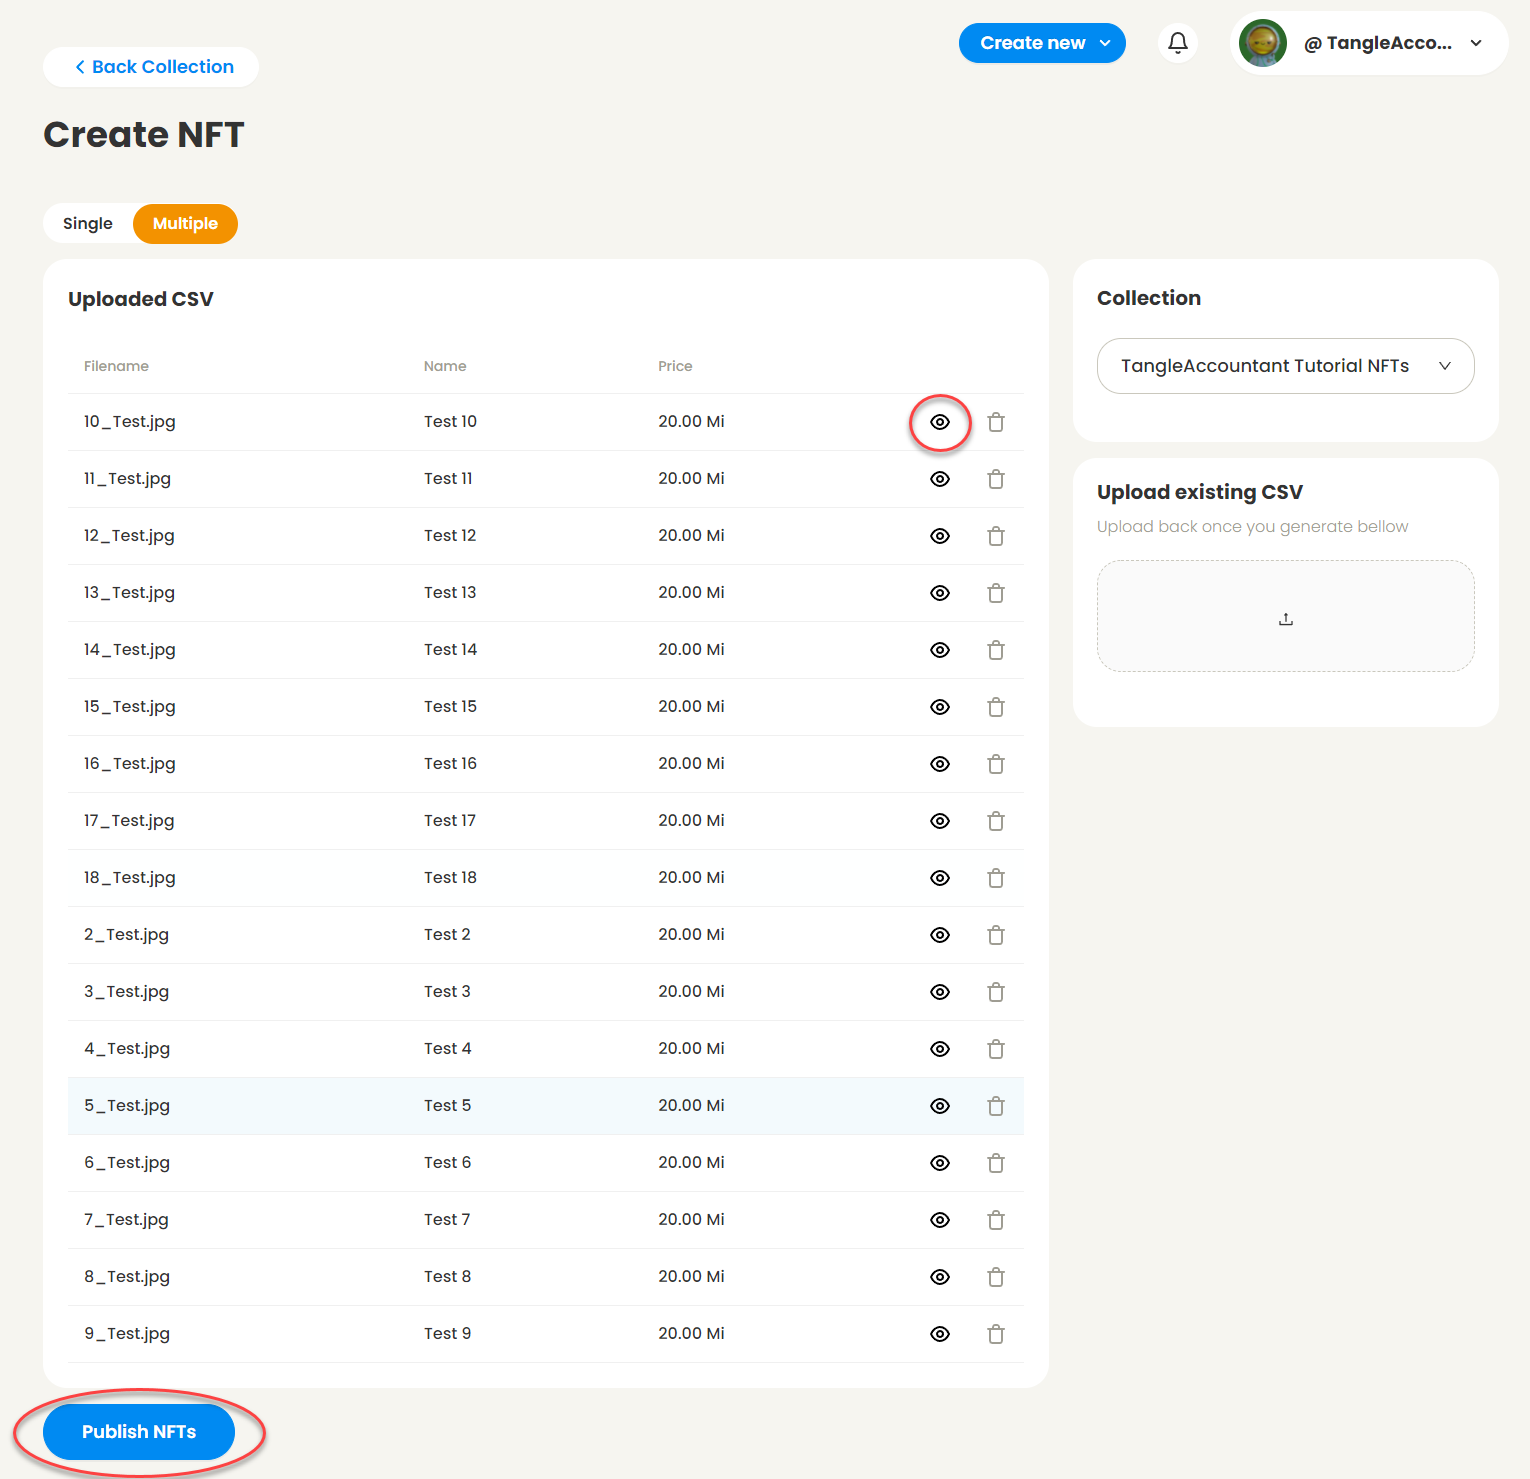 Create new
@ TangleAcco...
Back Collection
Create NFT
Single
Multiple
Uploaded CSV
Filename Name Price
10_Test.jpg Test 10 20.00 Mi
11_Test.jpg Test 11 20.00 Mi
12_Test.jpg Test 12 20.00 Mi
13_Test.jpg Test 13 20.00 Mi
14_Test.jpg Test 14 20.00 Mi
15_Test.jpg Test 15 20.00 Mi
16_Test.jpg Test 16 20.00 Mi
17_Test.jpg Test 17 20.00 Mi
18_Test.jpg Test 18 20.00 Mi
2_Test.jpg Test 2 20.00 Mi
3_Test.jpg Test 3 20.00 Mi
4_Test.jpg Test 4 20.00 Mi
5_Test.jpg Test 5 20.00 Mi
6_Test.jpg Test 6 20.00 Mi
7_Test.jpg Test 7 20.00 Mi
8_Test.jpg Test 8 20.00 Mi
9_Test.jpg Test 9 20.00 Mi
Publish NFTs
Collection
TangleAccountant Tutorial NFTs
Upload existing CSV
Upload back once you generate bellow